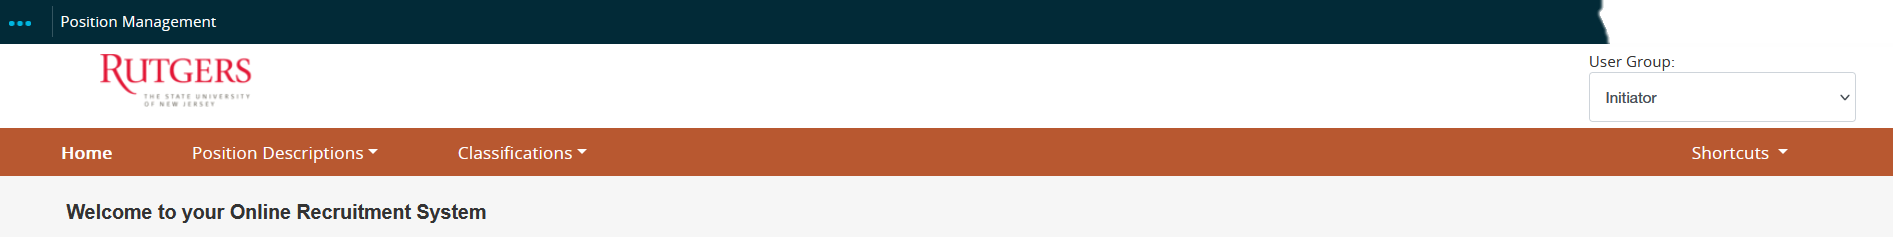 Position Management
RUTGERS
THE STATE UNIVERSITY
OF NEW JERSEY
User Group:
Initiator
Home Position Descriptions Classifications Shortcuts
Welcome to your Online Recruitment System